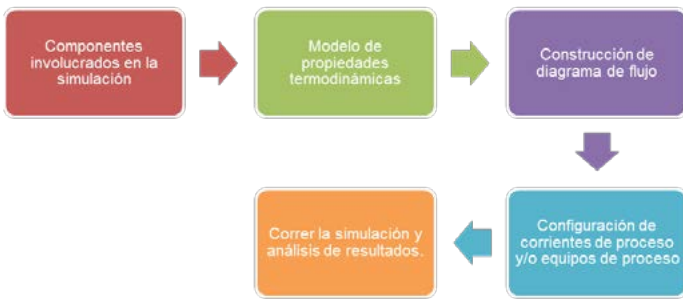 Componentes
involucrados en la
simulación
Modelo de
propiedades
termodinámicas
Construcción de
diagrama de flujo
Configuración de
corrientes de proceso
y/o equipos de proceso
Correr la simulación y
análisis de resultados.